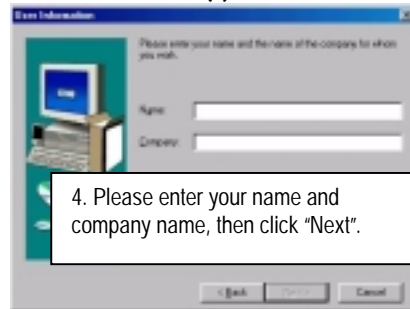 User Information
Please enter your name and the name of the company for whom
you work.
Name:
Company:
4. Please enter your name and
company name, then click "Next".
< Back
Next >
Cancel